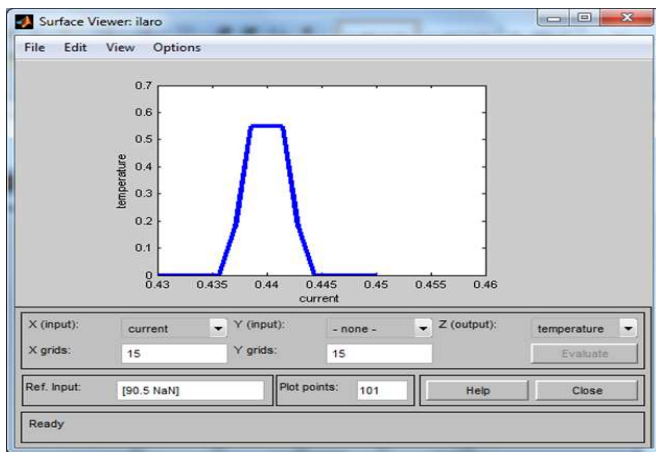 Surface Viewer: ilaro
File Edit View Options
0.7
0.6
0.5
0.4
0.3
0.2
0.1
0
temperature
0.43 0.435 0.44 0.445 0.45 0.455 0.46
current
X (input): current Y (input): - none - Z (output): temperature
X grids: 15 Y grids: 15 Evaluate
Ref. Input: [90.5 NaN] Plot points: 101 Help Close
Ready